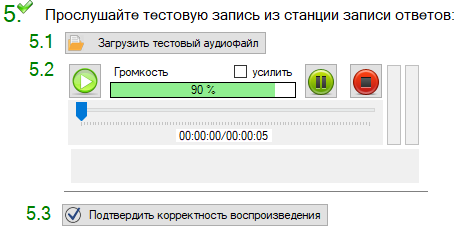 5. Прослушайте тестовую запись из станции записи ответов:
5.1 Загрузить тестовый аудиофайл
5.2 Громкость усилить
90 %
00:00:00/00:00:05
5.3 Подтвердить корректность воспроизведения